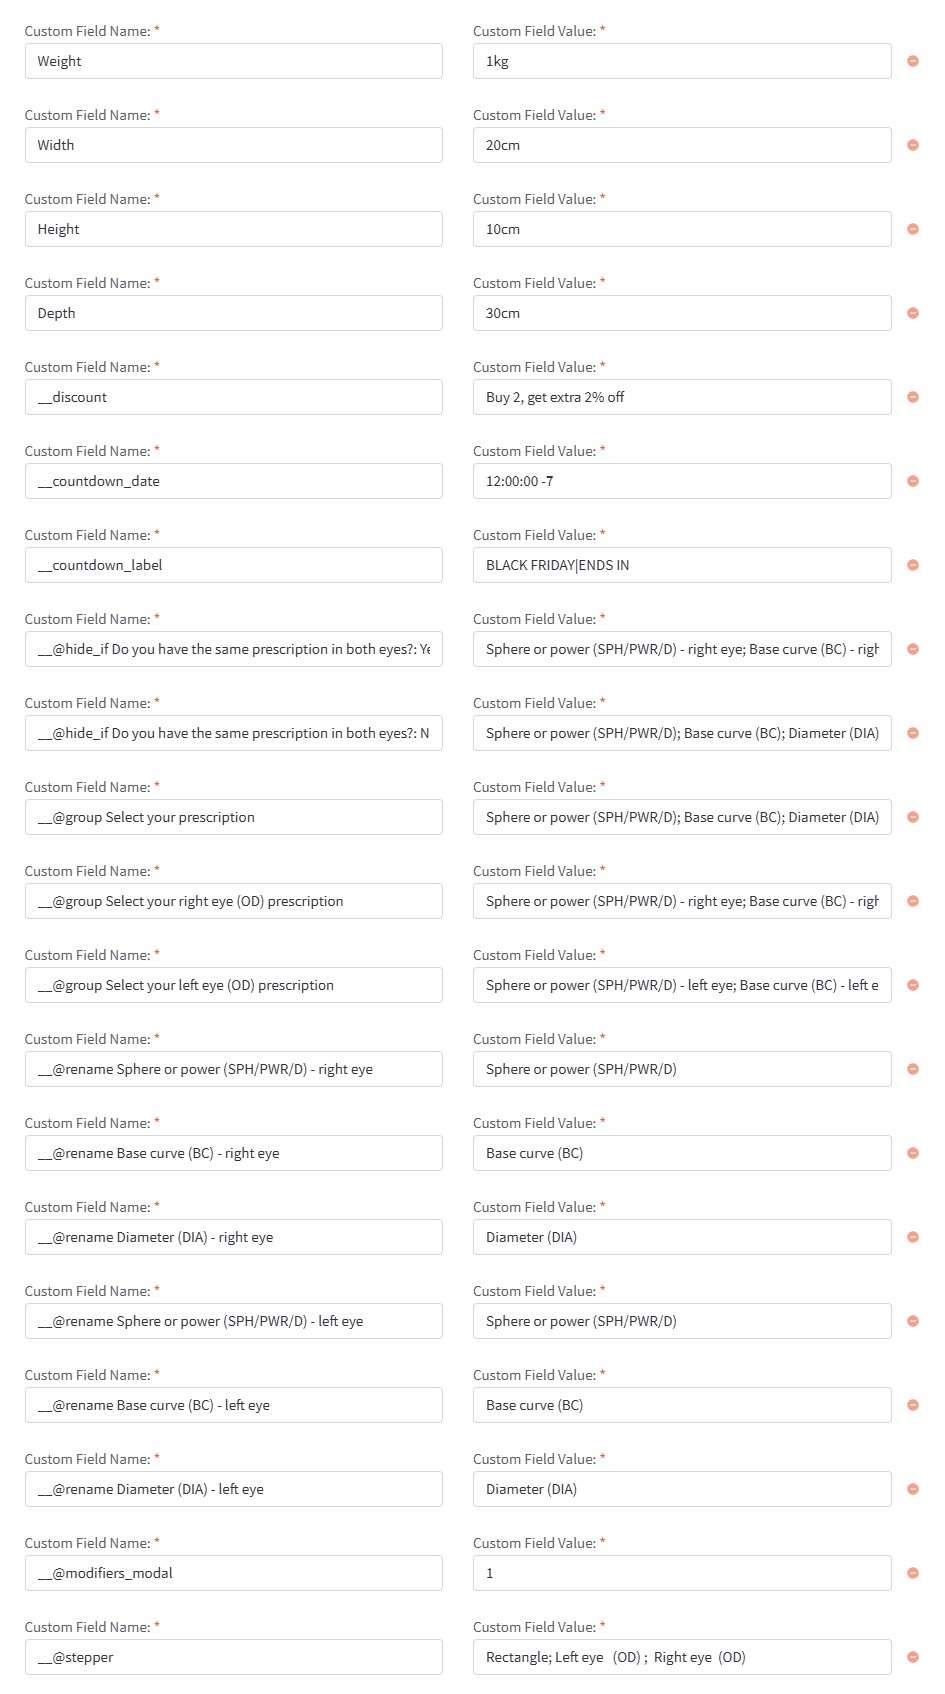 Custom Field Name: * Custom Field Value: *
Weight 1kg
Custom Field Name: * Custom Field Value: *
Width 20cm
Custom Field Name: * Custom Field Value: *
Height 10cm
Custom Field Name: * Custom Field Value: *
Depth 30cm
Custom Field Name: * Custom Field Value: *
__discount Buy 2, get extra 2% off
Custom Field Name: * Custom Field Value: *
__countdown_date 12:00:00 -7
Custom Field Name: * Custom Field Value: *
__countdown_label BLACK FRIDAY|ENDS IN
Custom Field Name: * Custom Field Value: *
__@hide_if Do you have the same prescription in both eyes?: Ye Sphere or power (SPH/PWR/D) - right eye; Base curve (BC) - righ
Custom Field Name: * Custom Field Value: *
__@hide_if Do you have the same prescription in both eyes?: N Sphere or power (SPH/PWR/D); Base curve (BC); Diameter (DIA)
Custom Field Name: * Custom Field Value: *
__@group Select your prescription Sphere or power (SPH/PWR/D); Base curve (BC); Diameter (DIA)
Custom Field Name: * Custom Field Value: *
__@group Select your right eye (OD) prescription Sphere or power (SPH/PWR/D) - right eye; Base curve (BC) - righ
Custom Field Name: * Custom Field Value: *
__@group Select your left eye (OD) prescription Sphere or power (SPH/PWR/D) - left eye; Base curve (BC) - left e
Custom Field Name: * Custom Field Value: *
__@rename Sphere or power (SPH/PWR/D) - right eye Sphere or power (SPH/PWR/D)
Custom Field Name: * Custom Field Value: *
__@rename Base curve (BC) - right eye Base curve (BC)
Custom Field Name: * Custom Field Value: *
__@rename Diameter (DIA) - right eye Diameter (DIA)
Custom Field Name: * Custom Field Value: *
__@rename Sphere or power (SPH/PWR/D) - left eye Sphere or power (SPH/PWR/D)
Custom Field Name: * Custom Field Value: *
__@rename Base curve (BC) - left eye Base curve (BC)
Custom Field Name: * Custom Field Value: *
__@rename Diameter (DIA) - left eye Diameter (DIA)
Custom Field Name: * Custom Field Value: *
__@modifiers_modal 1
Custom Field Name: * Custom Field Value: *
__@stepper Rectangle; Left eye (OD) ; Right eye (OD)